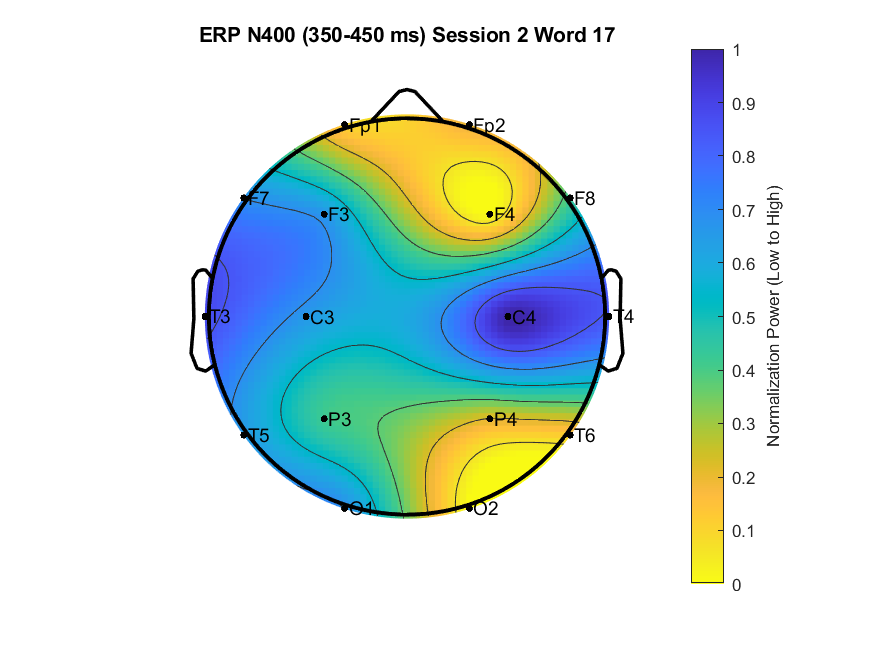 ERP N400 (350-450 ms) Session 2 Word 17
Fp1 Fp2
F7 F8
F3 F4
T3 C3 C4 T4
P3 P4
T5 T6
O1 O2
1
0.9
0.8
0.7
0.6
0.5
0.4
0.3
0.2
0.1
0
Normalization Power (Low to High)